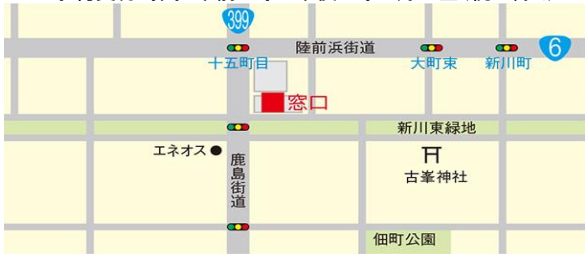 399
陸前浜街道
6
十五町目
大町東
新川町
窓口
新川東緑地
エネオス
鹿島街道
古峯神社
佃町公園